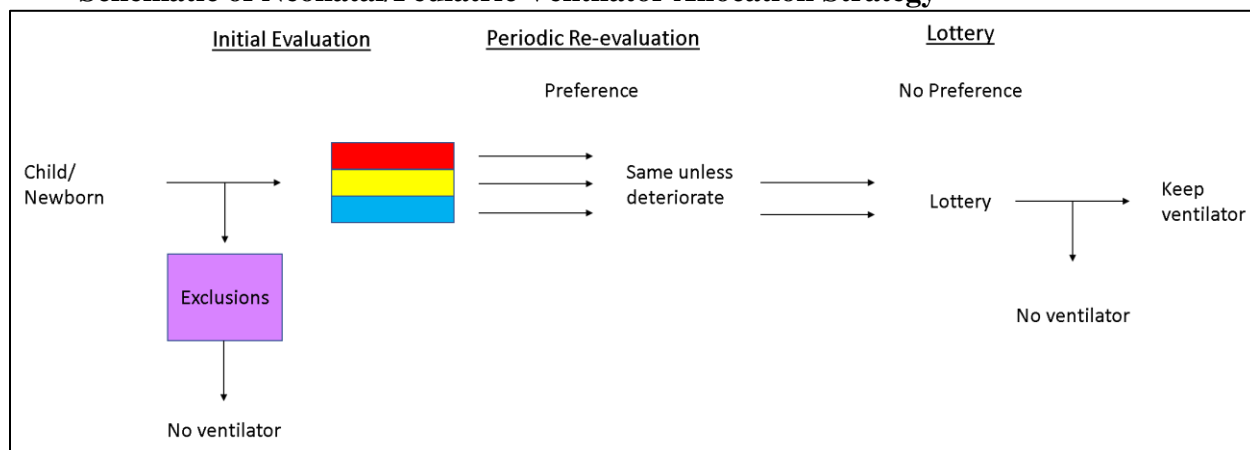 Schematic of Neonatal/Pediatric Ventilator Allocation Strategy
Initial Evaluation
Periodic Re-evaluation
Lottery
Preference
No Preference
Child/
Newborn
Same unless
deteriorate
Lottery
Keep
ventilator
Exclusions
No ventilator
No ventilator